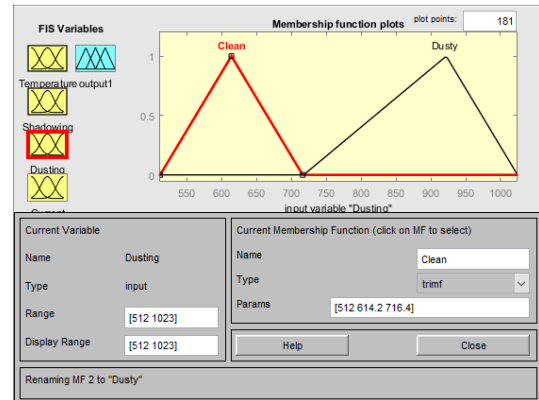 FIS Variables
Membership function plots
plot points:
181
Clean
Dusty
Temperature output1
Shadowing
Dusting
1
0.5
0
550 600 650 700 750 800 850 900 950 1000
input variable "Dusting"
Current Variable
Name Dusting
Type input
Range [512 1023]
Display Range [512 1023]
Current Membership Function (click on MF to select)
Name Clean
Type trimf
Params [512 614.2 716.4]
Help Close
Renaming MF 2 to "Dusty"